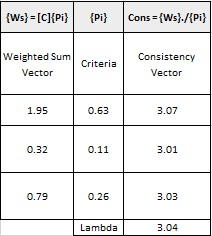 {Ws} = [C]{Pi} {Pi} Cons = {Ws}./{Pi}
Weighted Sum Vector Criteria Consistency Vector
1.95 0.63 3.07
0.32 0.11 3.01
0.79 0.26 3.03
Lambda 3.04